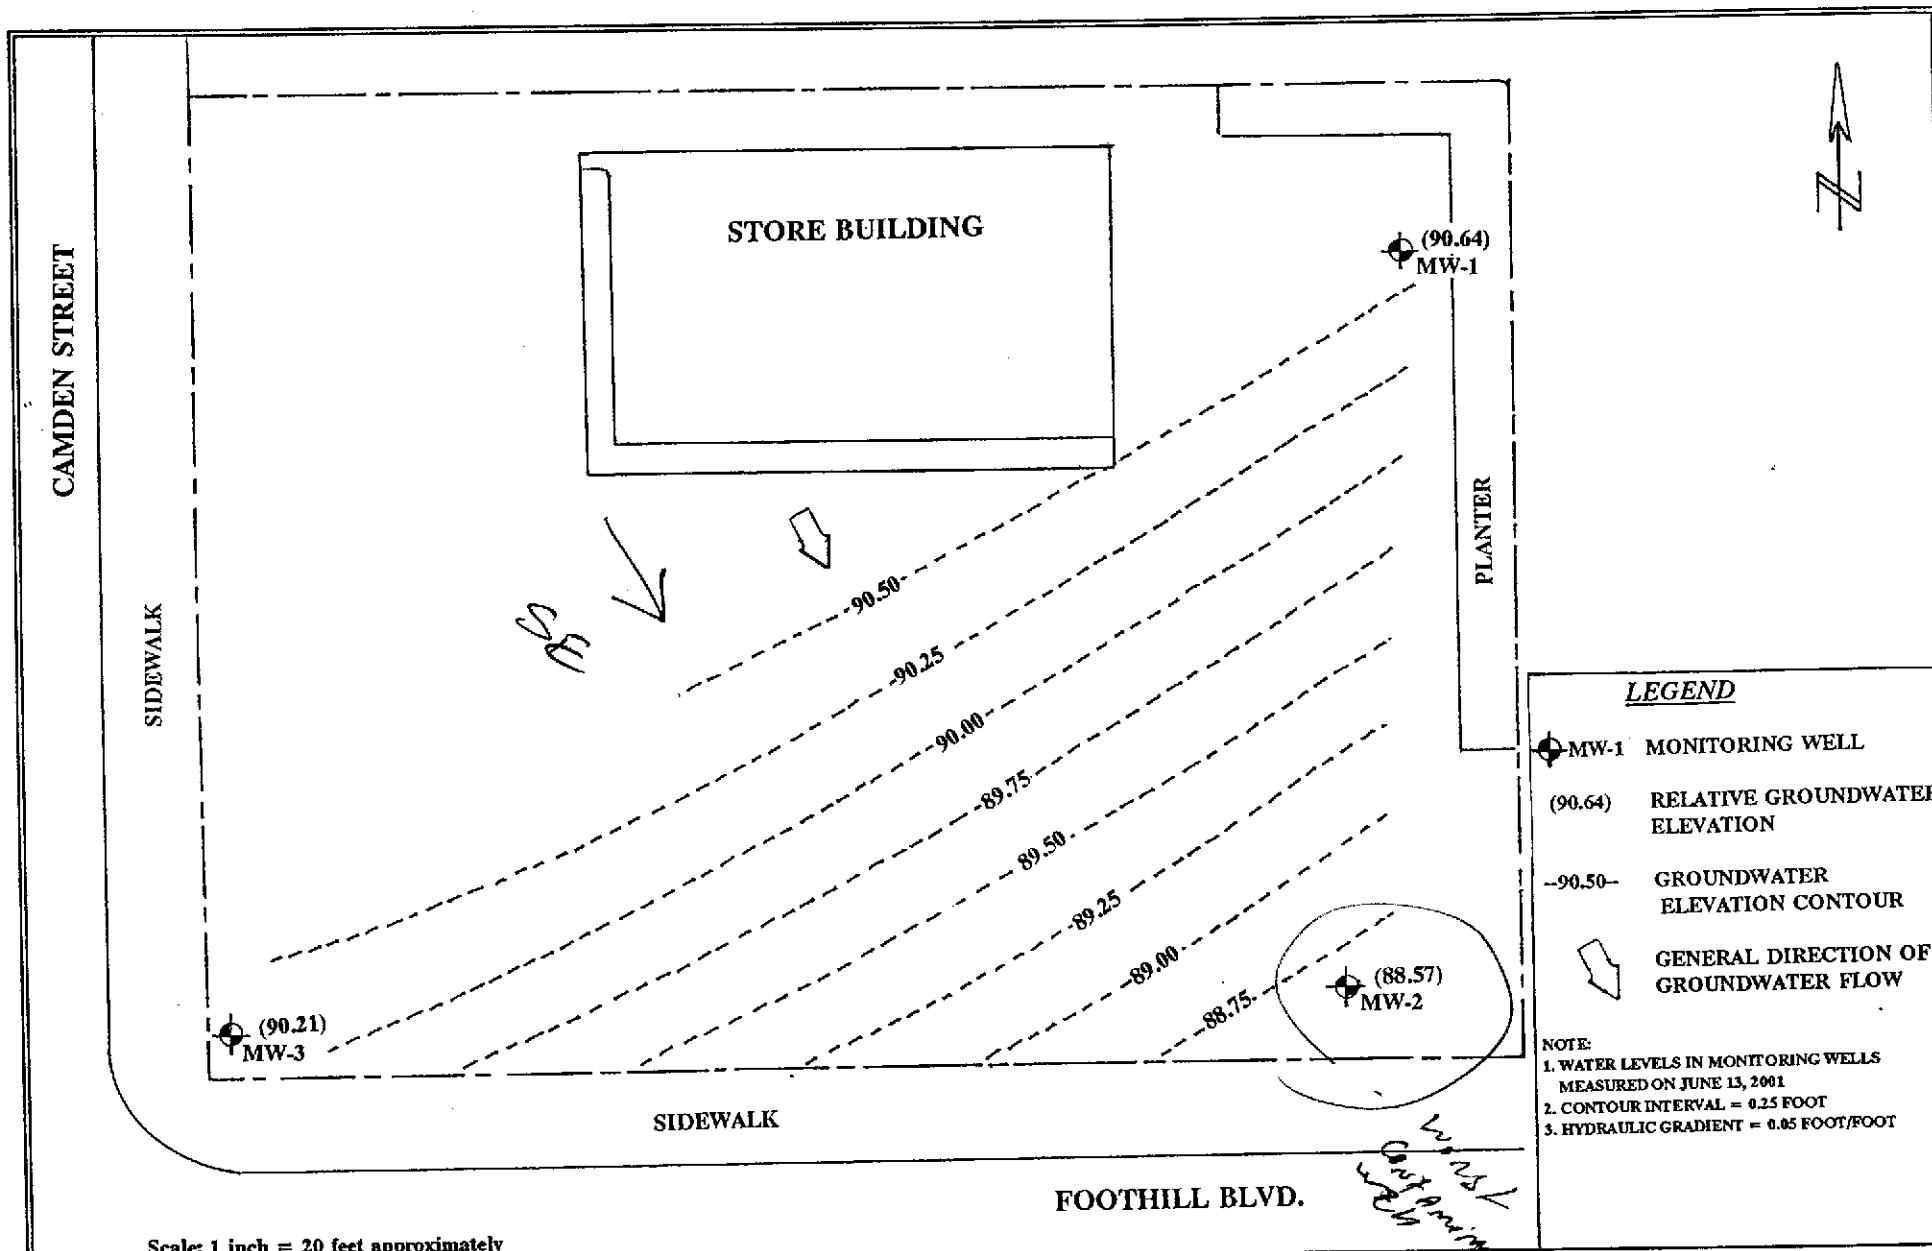 CAMDEN STREET
SIDEWALK
STORE BUILDING
(90.64)
MW-1
N
PLANTER
SE
-90.50-
-90.25
-90.00
-89.75
89.50
-89.25
-89.00
-88.75-
(88.57)
MW-2
(90.21)
MW-3
SIDEWALK
FOOTHILL BLVD.
Worst
Scale: 1 inch = 20 feet approximately
LEGEND
MW-1 MONITORING WELL
(90.64) RELATIVE GROUNDWATER
ELEVATION
--90.50-- GROUNDWATER
ELEVATION CONTOUR
GENERAL DIRECTION OF
GROUNDWATER FLOW
NOTE:
1. WATER LEVELS IN MONITORING WELLS
MEASURED ON JUNE 13, 2001
2. CONTOUR INTERVAL = 0.25 FOOT
3. HYDRAULIC GRADIENT = 0.05 FOOT/FOOT